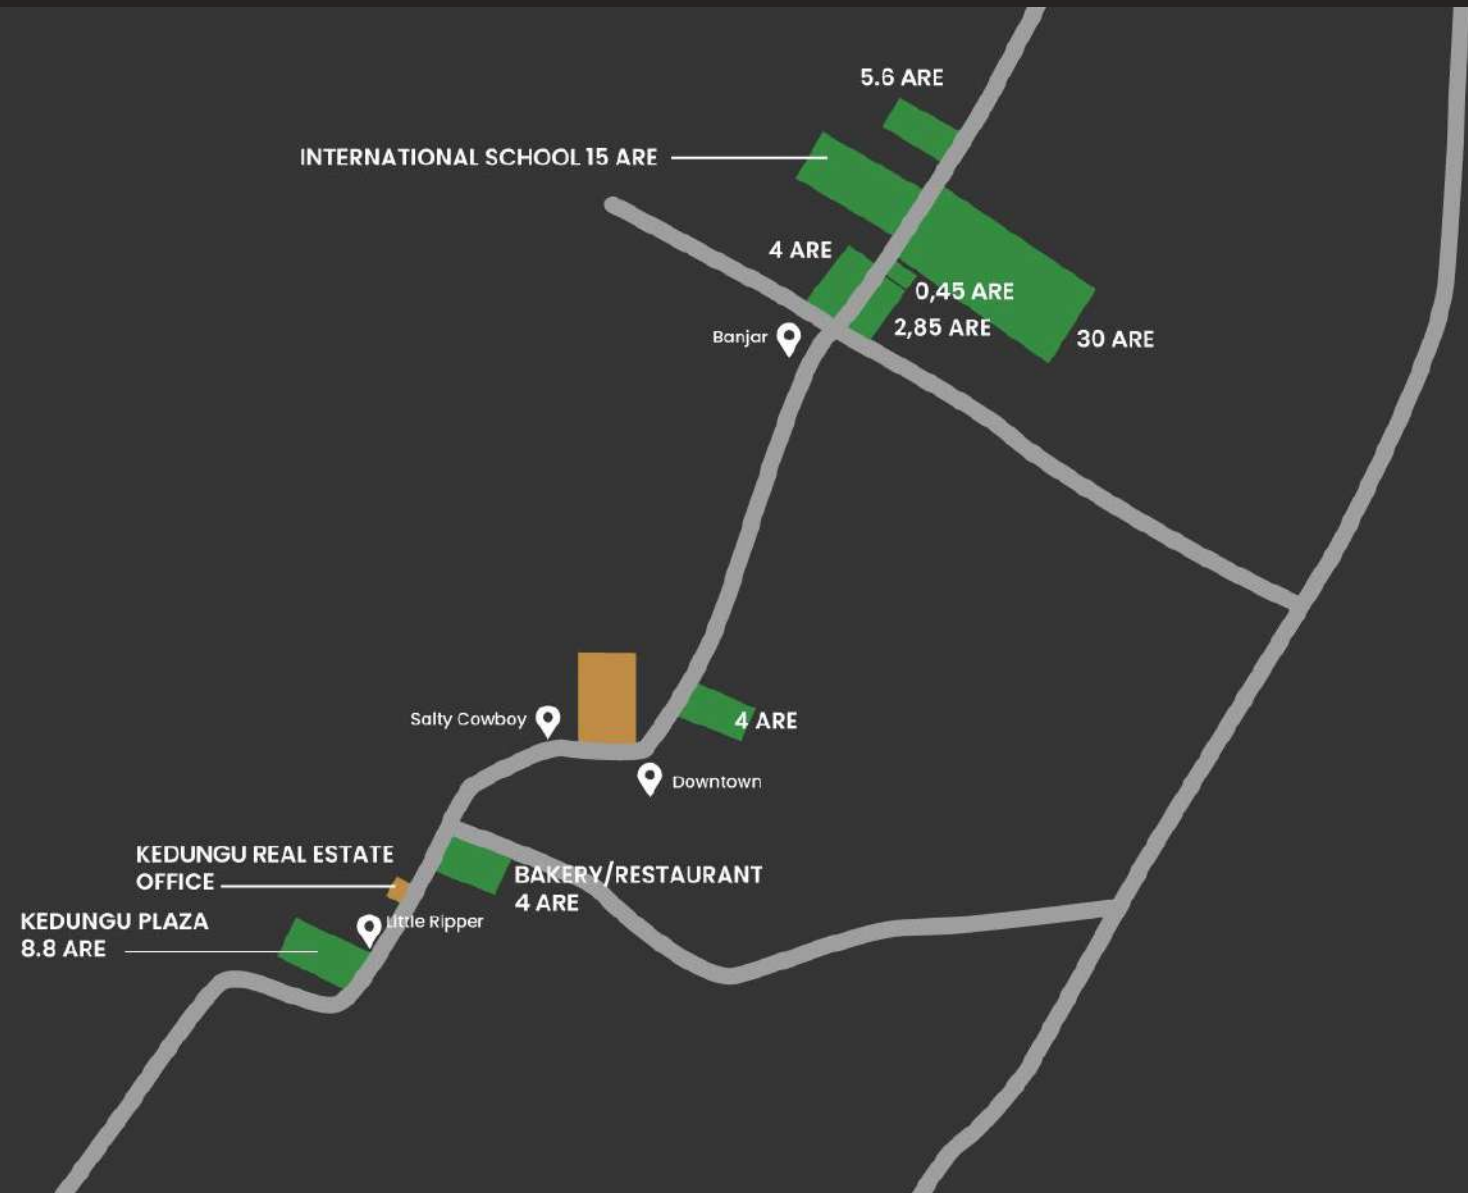 5.6 ARE
INTERNATIONAL SCHOOL 15 ARE
4 ARE
0,45 ARE
2,85 ARE
Banjar
30 ARE
Salty Cowboy
4 ARE
Downtown
KEDUNGU REAL ESTATE
OFFICE
BAKERY/RESTAURANT
4 ARE
KEDUNGU PLAZA
8.8 ARE
Little Ripper